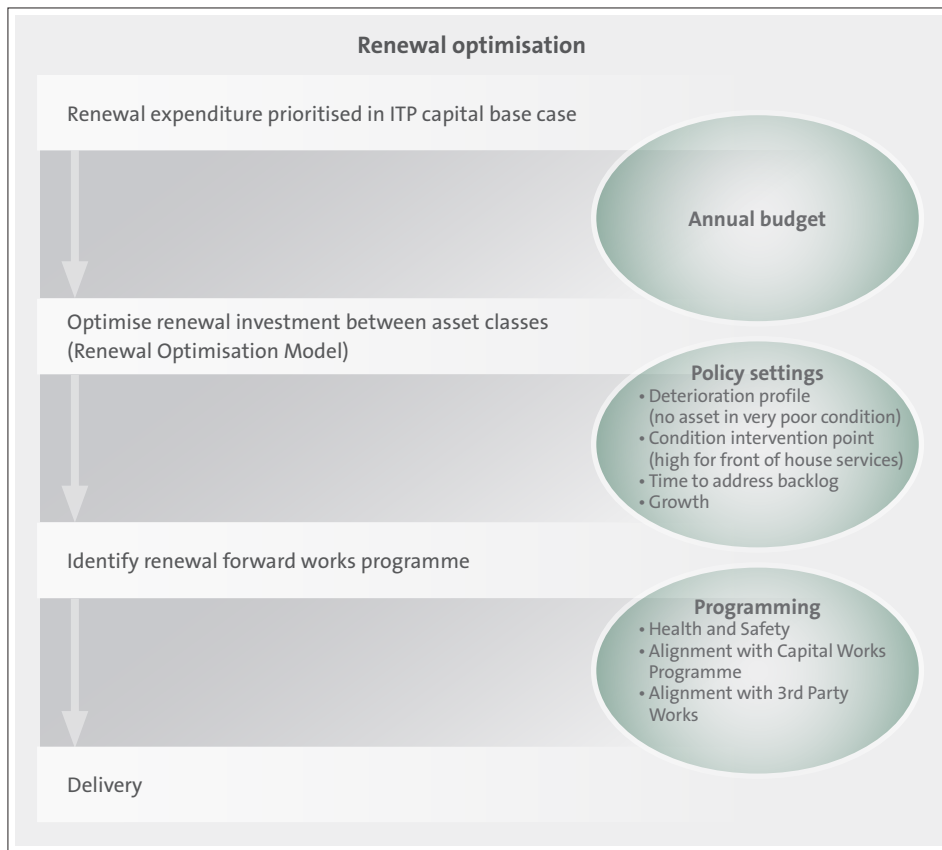 Renewal optimisation
Renewal expenditure prioritised in ITP capital base case
Annual budget
Optimise renewal investment between asset classes
(Renewal Optimisation Model)
Policy settings
• Deterioration profile
(no asset in very poor condition)
• Condition intervention point
(high for front of house services)
• Time to address backlog
• Growth
Identify renewal forward works programme
Programming
• Health and Safety
• Alignment with Capital Works
Programme
• Alignment with 3rd Party
Works
Delivery